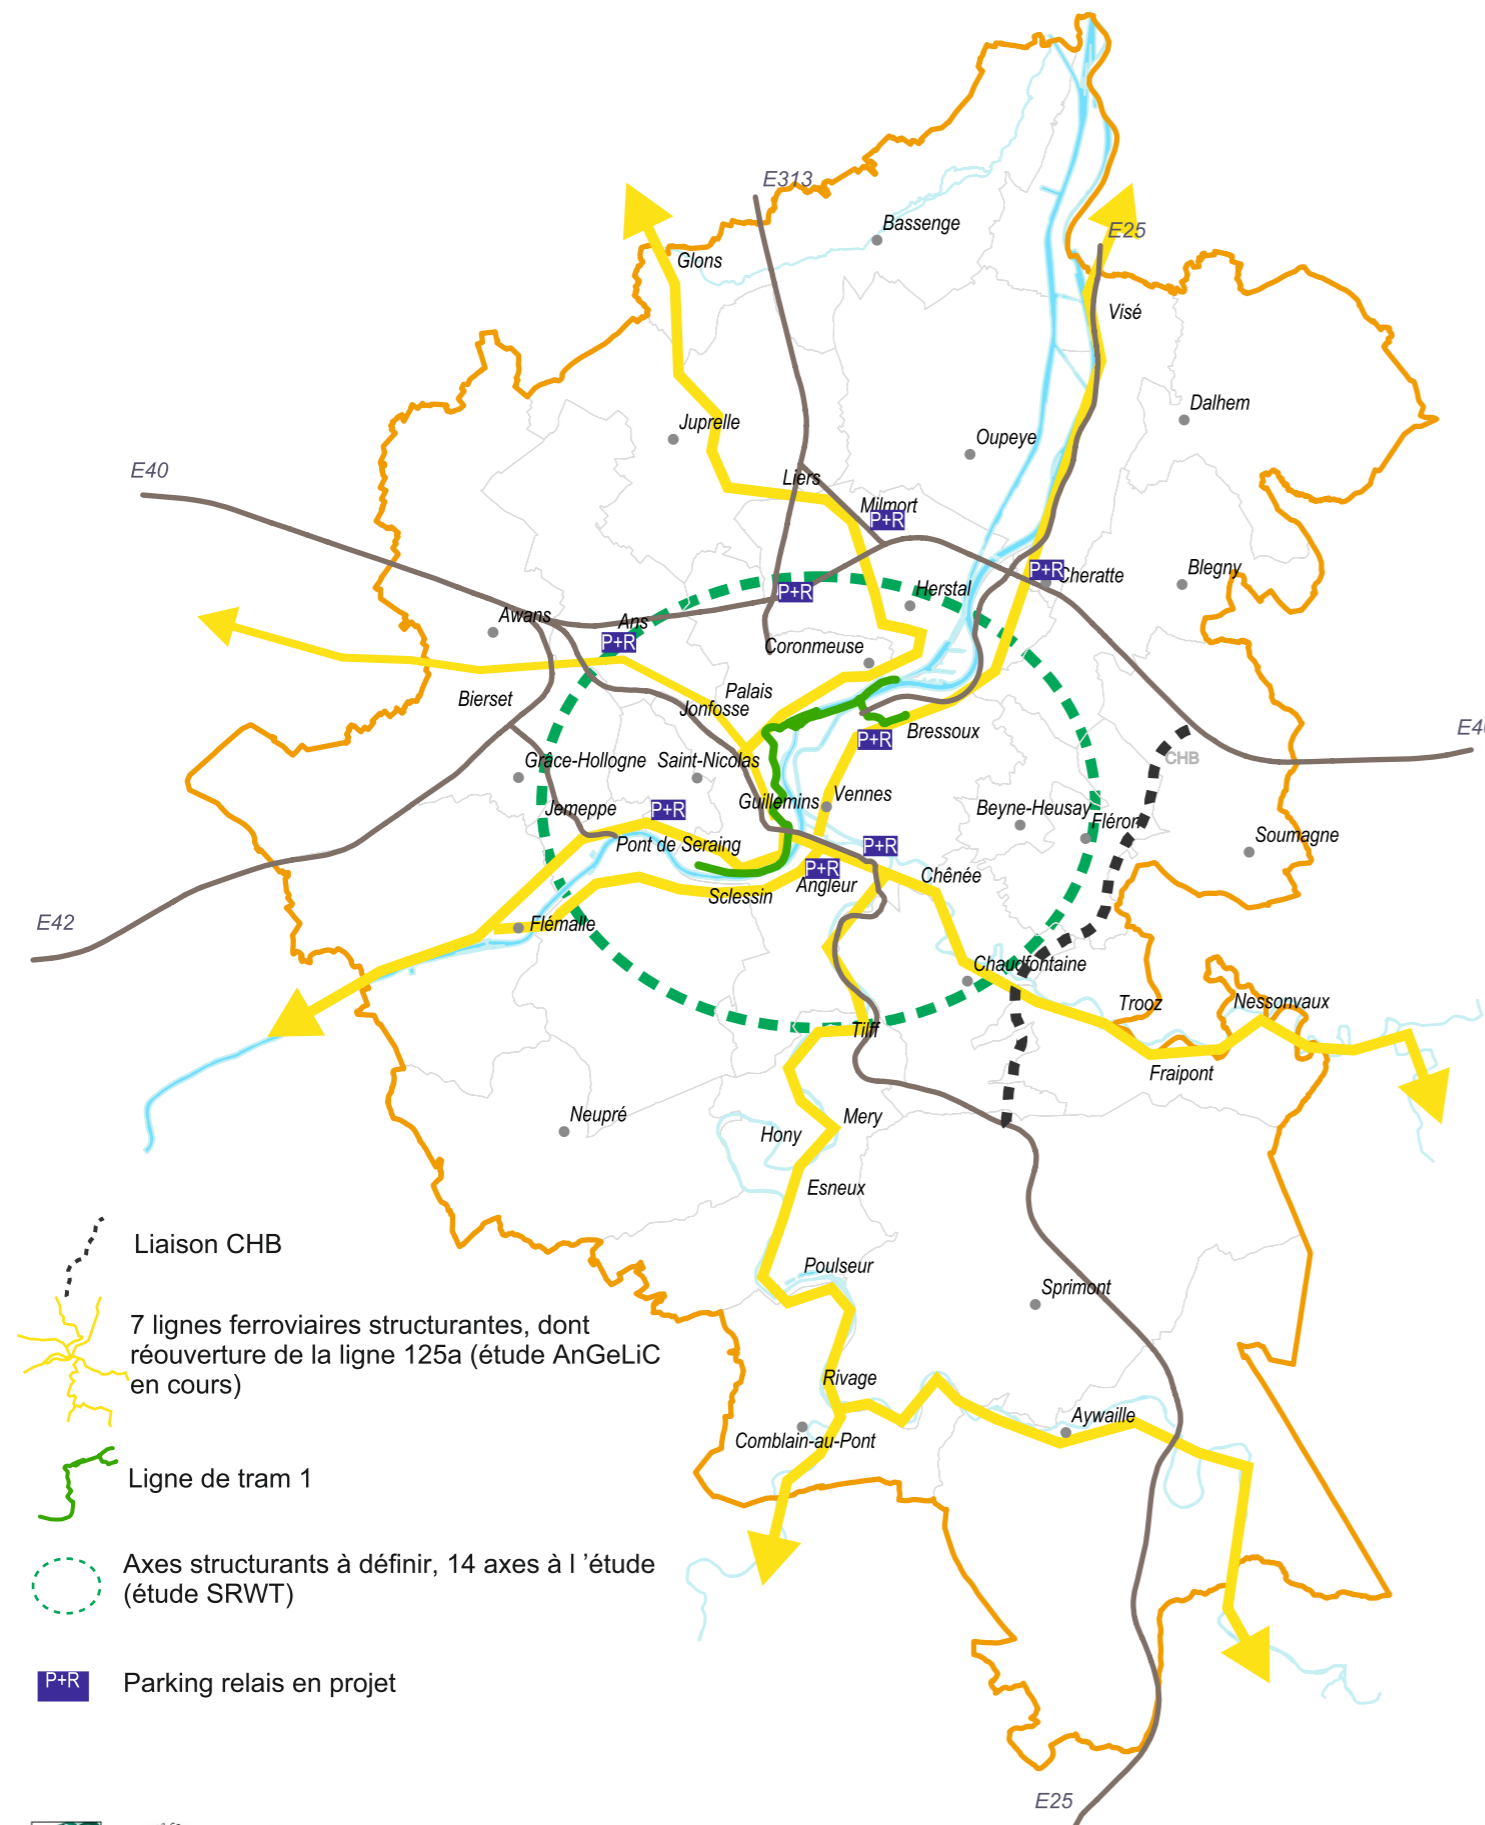 E313
Bassenge
E25
Glons
Visé
Dalhem
Juprelle
Oupeye
E40
Liers
Milmort
P+R
P+R
Cheratte
Blegny
P+R
Herstal
Awans
Ans
P+R
Coronmeuse
Palais
Bierset
Jonfosse
Bressoux
P+R
E40
CHB
Grâce-Hollogne
Saint-Nicolas
Guillemins
Vennes
Jemeppe
P+R
Beyne-Heusay
Fléron
Soumagne
Pont de Seraing
P+R
P+R
Angleur
Chênée
Sclessin
E42
Flémalle
Chaudfontaine
Trooz
Nessonvaux
Tilff
Fraipont
Neupré
Mery
Hony
Esneux
Poulseur
Sprimont
Rivage
Aywaille
Comblain-au-Pont
E25
Liaison CHB
7 lignes ferroviaires structurantes, dont
réouverture de la ligne 125a (étude AnGeLiC
en cours)
Ligne de tram 1
Axes structurants à définir, 14 axes à l ’étude
(étude SRWT)
P+R
Parking relais en projet